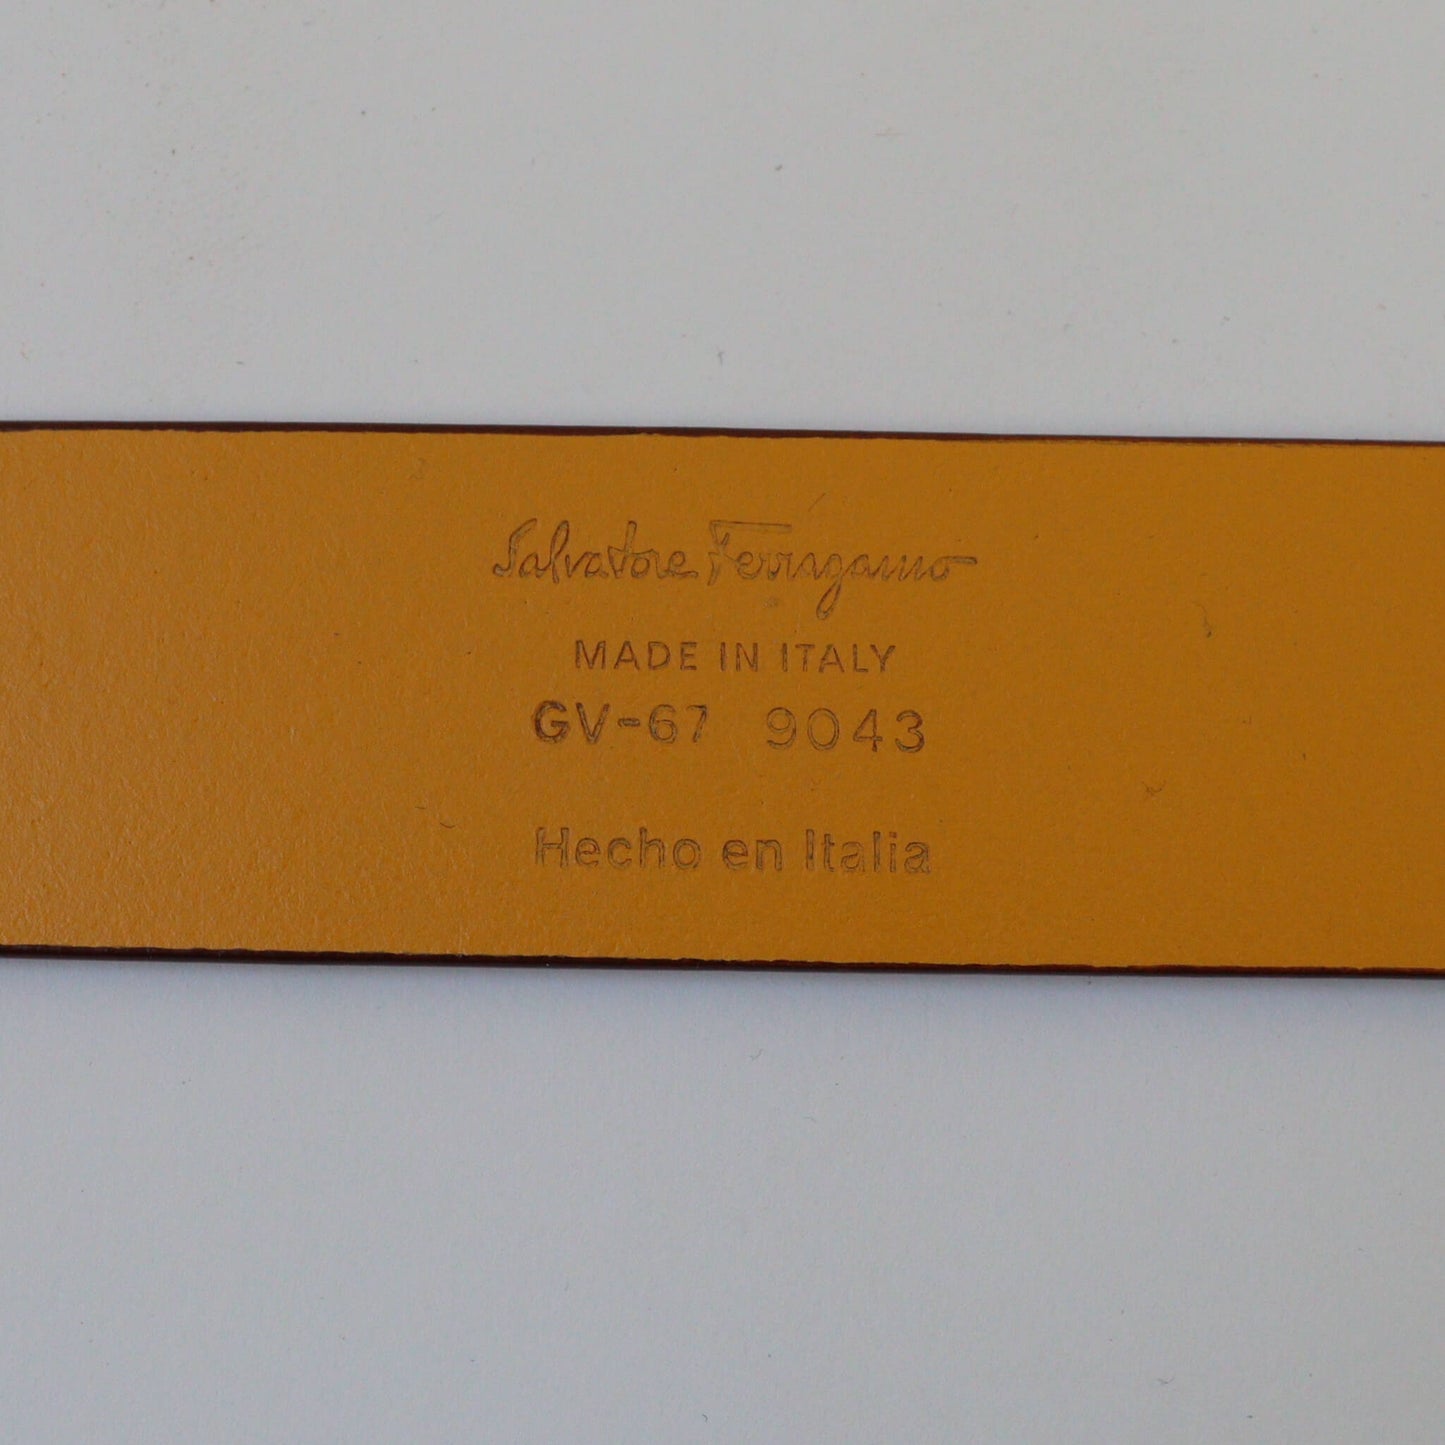 Salvatore Ferragamo
MADE IN ITALY
GV-67 9043
Hecho en Italia